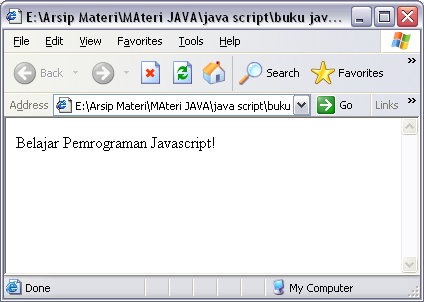 E:\Arsip Materi\MAteri JAVA\java script\buku jav...
File Edit View Favorites Tools Help
Back Search Favorites
Address E:\Arsip Materi\MAteri JAVA\java script\buku Go Links
Belajar Pemrograman Javascript!
Done My Computer